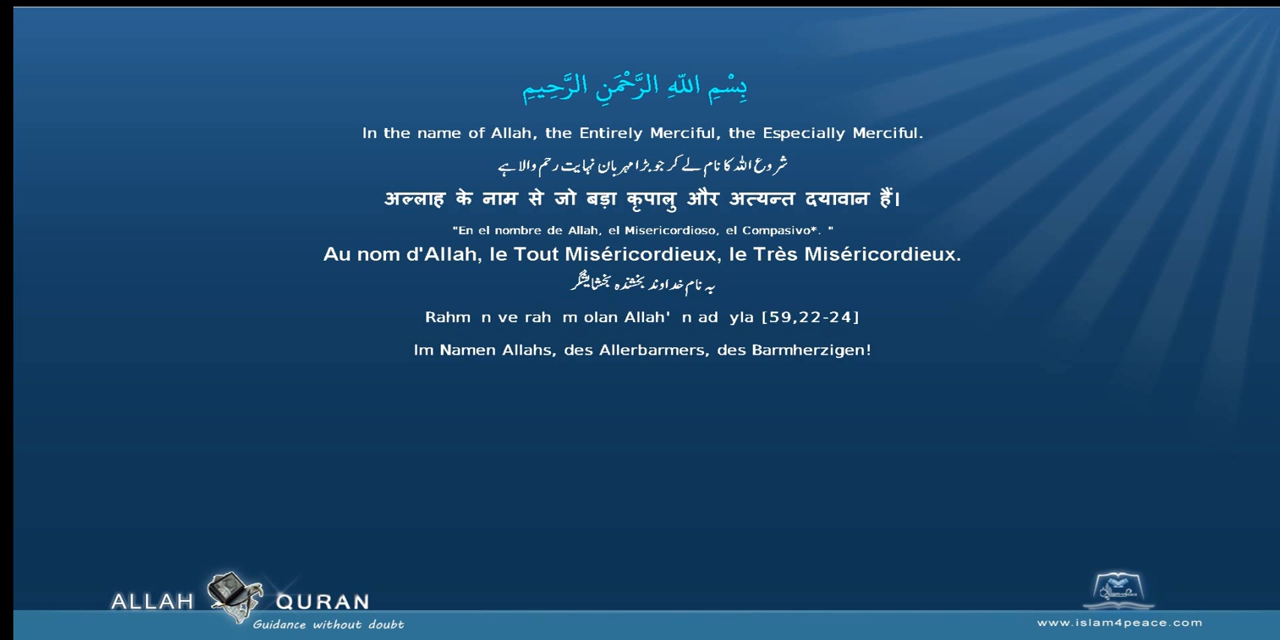 بِسْمِ اللَّهِ الرَّحْمَنِ الرَّحِيمِ
In the name of Allah, the Entirely Merciful, the Especially Merciful.
شروع الله کا نام لے کر جو بڑا مہربان نہایت رحم والا ہے
अल्लाह के नाम से जो बड़ा कृपालु और अत्यन्त दयावान हैं।
"En el nombre de Allah, el Misericordioso, el Compasivo*. "
Au nom d'Allah, le Tout Miséricordieux, le Très Miséricordieux.
به نام خداوند بخشنده بخشایشگر
Rahm n ve rah m olan Allah' n ad yla [59,22-24]
Im Namen Allahs, des Allerbarmers, des Barmherzigen!
ALLAH QURAN
Guidance without doubt
www.islam4peace.com